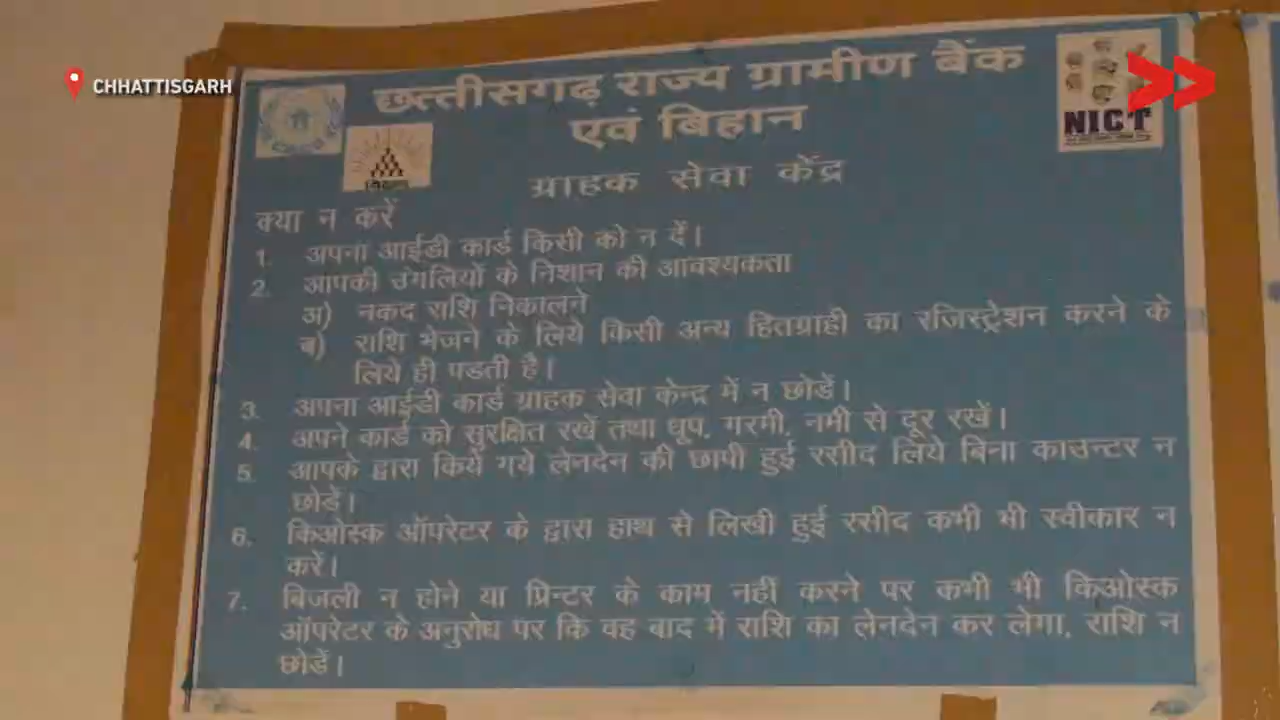 CHHATTISGARH
छत्तीसगढ़ राज्य ग्रामीण बैंक
एवं बिहान
NICT
बिहान
ग्राहक सेवा केंद्र
क्या न करें
1. अपना आईडी कार्ड किसी को न दें।
2. आपकी उंगलियों के निशान की आवश्यकता
अ) नकद राशि निकालने
ब) राशि भेजने के लिये किसी अन्य हितग्राही का रजिस्ट्रेशन करने के
लिये ही पडती है।
3. अपना आईडी कार्ड ग्राहक सेवा केन्द्र में न छोडें।
4. अपने कार्ड को सुरक्षित रखें तथा धूप, गरमी, नमी से दूर रखें।
5. आपके द्वारा किये गये लेनदेन की छापी हुई रसीद लिये बिना काउन्टर न
छोडें।
6. किओस्क ऑपरेटर के द्वारा हाथ से लिखी हुई रसीद कभी भी स्वीकार न
करें।
7. बिजली न होने या प्रिन्टर के काम नहीं करने पर कभी भी किओस्क
ऑपरेटर के अनुरोध पर कि वह बाद में राशि का लेनदेन कर लेगा, राशि न
छोडें।